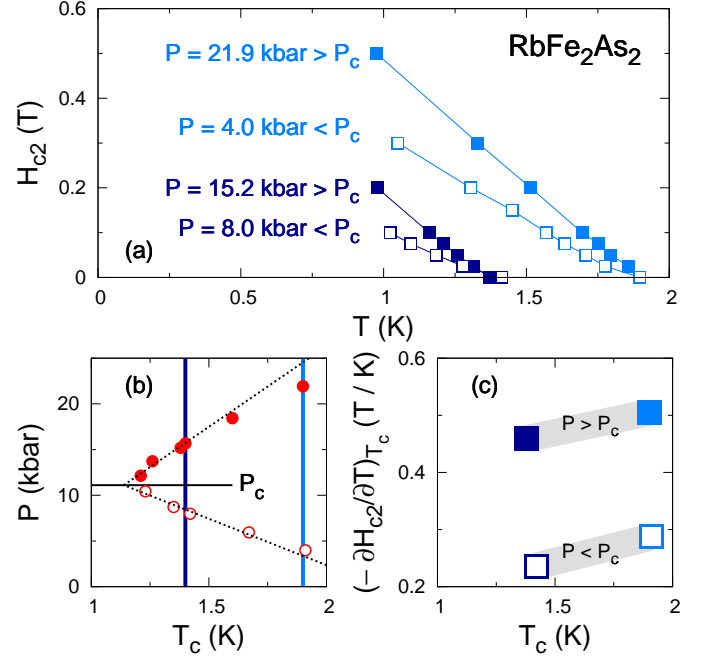 RbFe2As2
P = 21.9 kbar > Pc
P = 4.0 kbar < Pc
P = 15.2 kbar > Pc
P = 8.0 kbar < Pc
(a)
Hc2 (T)
0.6
0.4
0.2
0
0
0.5
1
1.5
2
T (K)
(b)
Pc
P (kbar)
20
10
0
1
1.5
2
Tc (K)
(c)
P > Pc
P < Pc
(− ∂Hc2/∂T)Tc (T / K)
0.6
0.4
0.2
1
1.5
2
Tc (K)